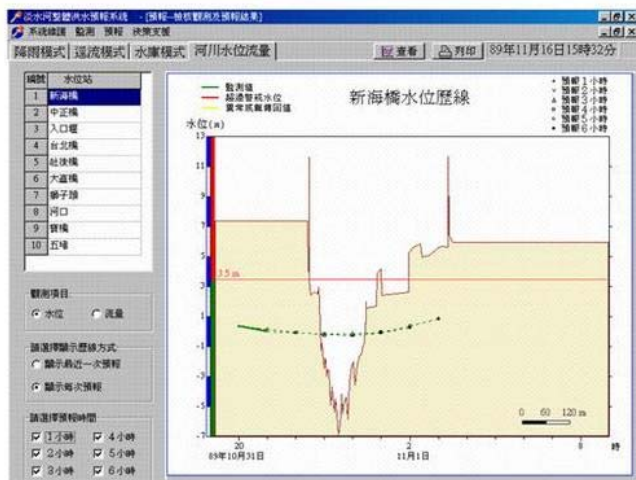 淡水河整體洪水預報系統 - [預報--檢核觀測及預報結果]
系統維護 監測 預報 決策支援
降雨模式 逕流模式 水庫模式 河川水位流量
查看 列印 89年11月16日15時32分
編號 水位站
1 新海橋
2 中正橋
3 入口堰
4 台北橋
5 社後橋
6 大直橋
7 獅子頭
8 河口
9 寶橋
10 五堵
觀測項目
水位 流量
請選擇顯示歷線方式
顯示最近一次預報
顯示每次預報
請選擇預報時間
1小時 4小時
2小時 5小時
3小時 6小時
監測值
超過警戒水位
新海橋水位歷線
預報1小時
預報2小時
預報3小時
預報4小時
預報5小時
預報6小時
水位(m)
13
11
9
7
5
3.5 m
3
1
-1
-3
-5
-7
0 60 120 m
20 2 8 時
89年10月31日 11月1日